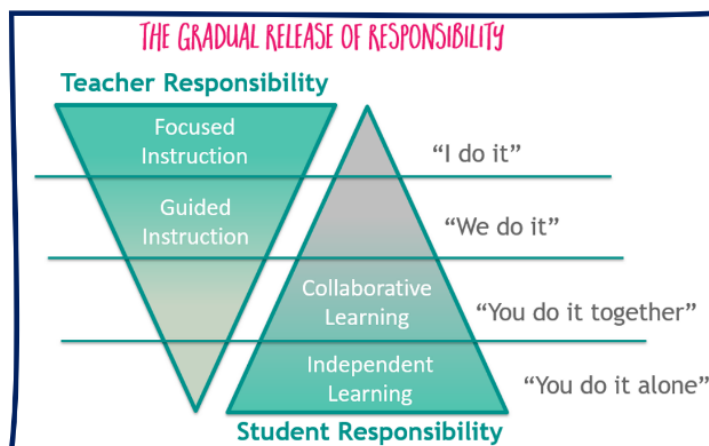 THE GRADUAL RELEASE OF RESPONSIBILITY
Teacher Responsibility
Focused
Instruction
“I do it”
Guided
Instruction
“We do it”
Collaborative
Learning
“You do it together”
Independent
Learning
“You do it alone”
Student Responsibility